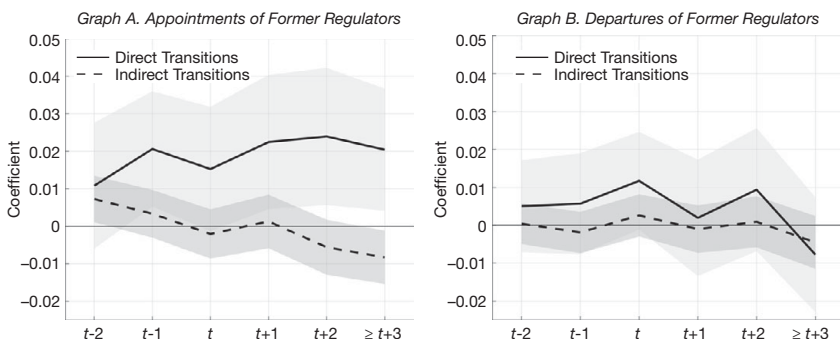 Graph A. Appointments of Former Regulators
0.05
0.04
0.03
0.02
0.01
0
−0.01
−0.02
Coefficient
Direct Transitions
Indirect Transitions
t-2
t-1
t
t+1
t+2
≥ t+3
Graph B. Departures of Former Regulators
0.05
0.04
0.03
0.02
0.01
0
−0.01
−0.02
Coefficient
Direct Transitions
Indirect Transitions
t-2
t-1
t
t+1
t+2
≥ t+3